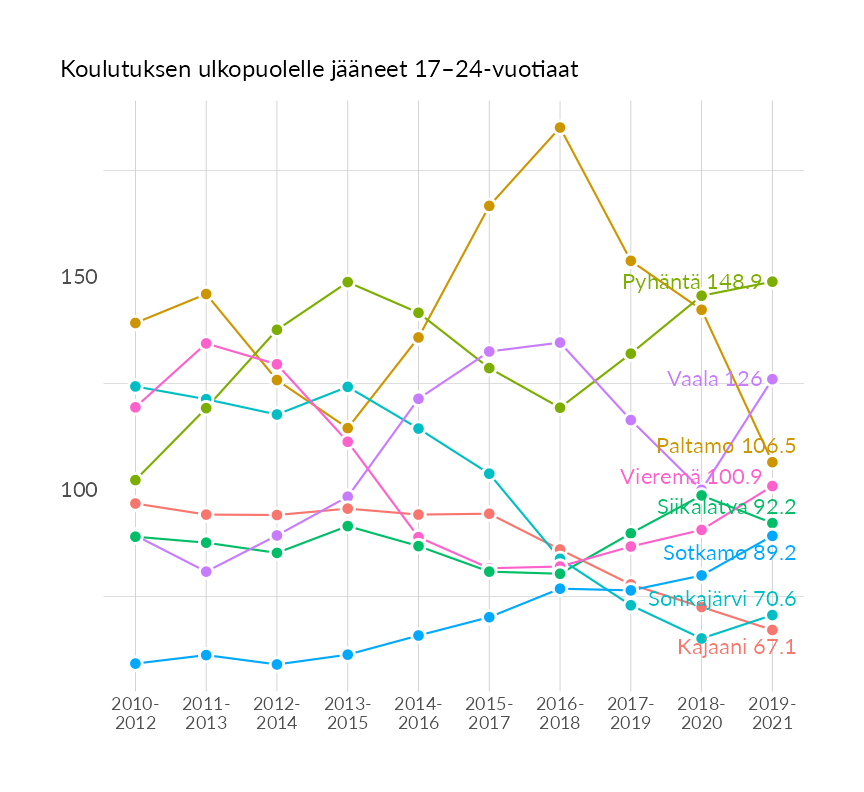 Koulutuksen ulkopuolelle jääneet 17–24-vuotiaat
150
100
Pyhäntä 148.9
Vaala 126
Paltamo 106.5
Vieremä 100.9
Siikalatva 92.2
Sotkamo 89.2
Sonkajärvi 70.6
Kajaani 67.1
2010- 2011- 2012- 2013- 2014- 2015- 2016- 2017- 2018- 2019-
2012 2013 2014 2015 2016 2017 2018 2019 2020 2021